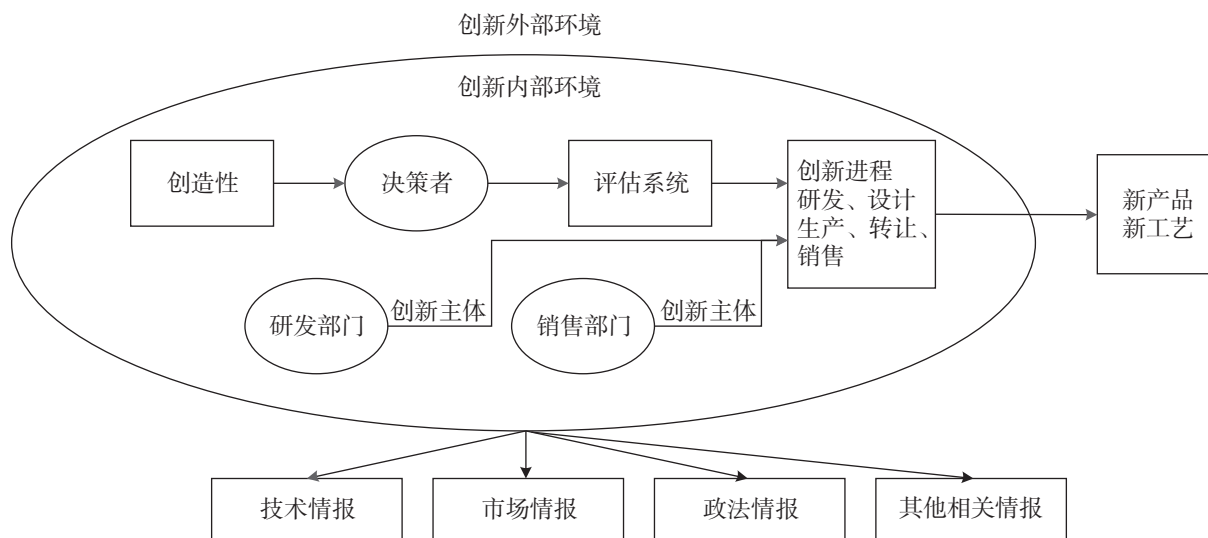 创新外部环境
创新内部环境
创造性
决策者
评估系统
创新进程
研发、设计
生产、转让、
销售
新产品
新工艺
研发部门
创新主体
销售部门
创新主体
技术情报
市场情报
政法情报
其他相关情报